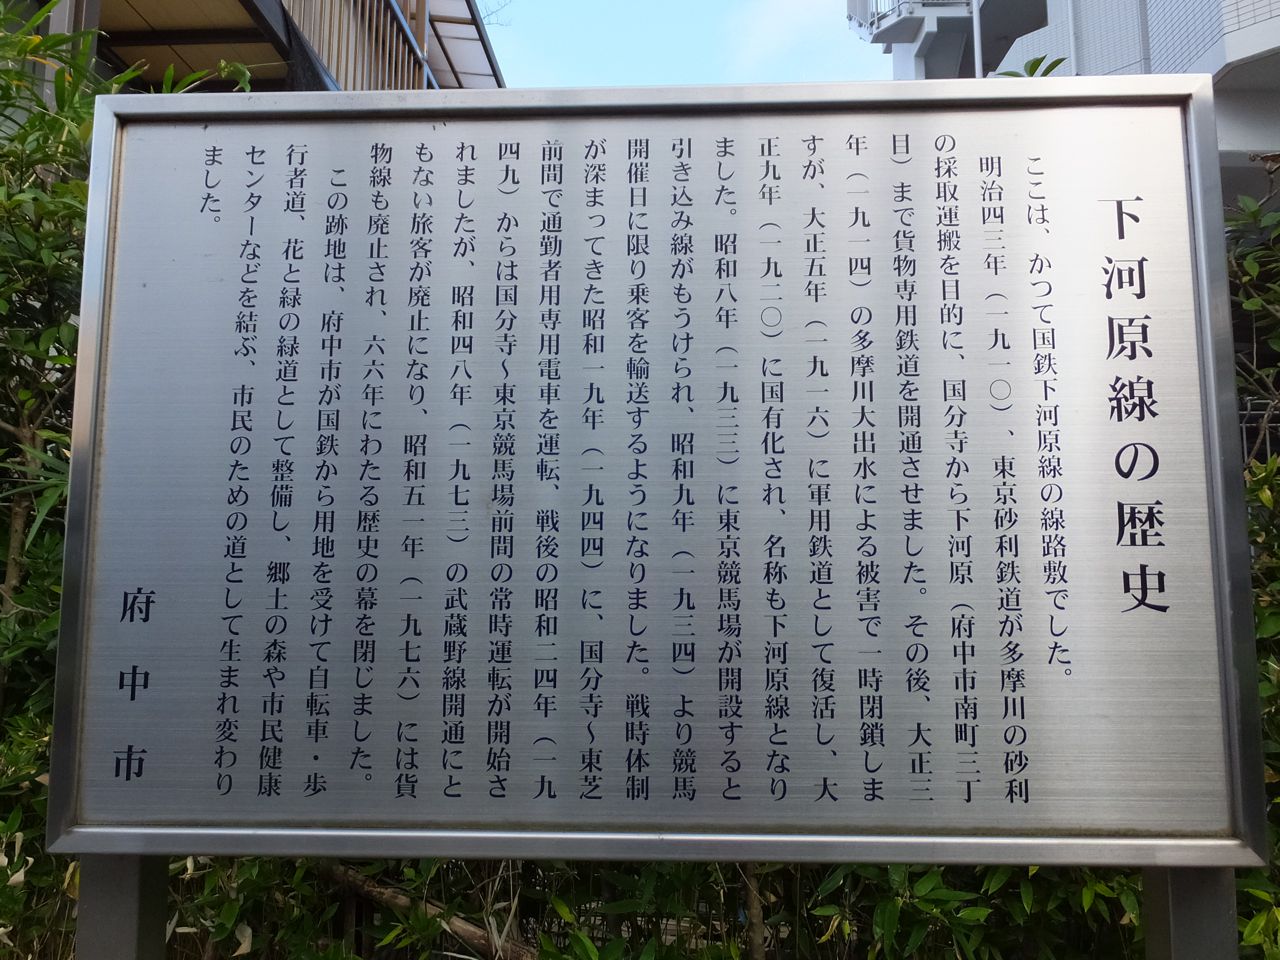 下河原線の歴史
ここは、かつて国鉄下河原線の線路敷でした。
明治四三年（一九一〇）、東京砂利鉄道が多摩川の砂利
の採取運搬を目的に、国分寺から下河原（府中市南町三丁
目）まで貨物専用鉄道を開通させました。その後、大正三
年（一九一四）の多摩川大出水による被害で一時閉鎖しま
すが、大正五年（一九一六）に軍用鉄道として復活し、大
正九年（一九二〇）に国有化され、名称も下河原線となり
ました。昭和八年（一九三三）に東京競馬場が開設すると
引き込み線がもうけられ、昭和九年（一九三四）より競馬
開催日に限り乗客を輸送するようになりました。戦時体制
が深まってきた昭和一九年（一九四四）に、国分寺～東芝
前間で通勤者用専用電車を運転、戦後の昭和二四年（一九
四九）からは国分寺～東京競馬場前間の常時運転が開始さ
れましたが、昭和四八年（一九七三）の武蔵野線開通にと
もない旅客が廃止になり、昭和五一年（一九七六）には貨
物線も廃止され、六六年にわたる歴史の幕を閉じました。
この跡地は、府中市が国鉄から用地を受けて自転車・歩
行者道、花と緑の緑道として整備し、郷土の森や市民健康
センターなどを結ぶ、市民のための道として生まれ変わり
ました。
府中市